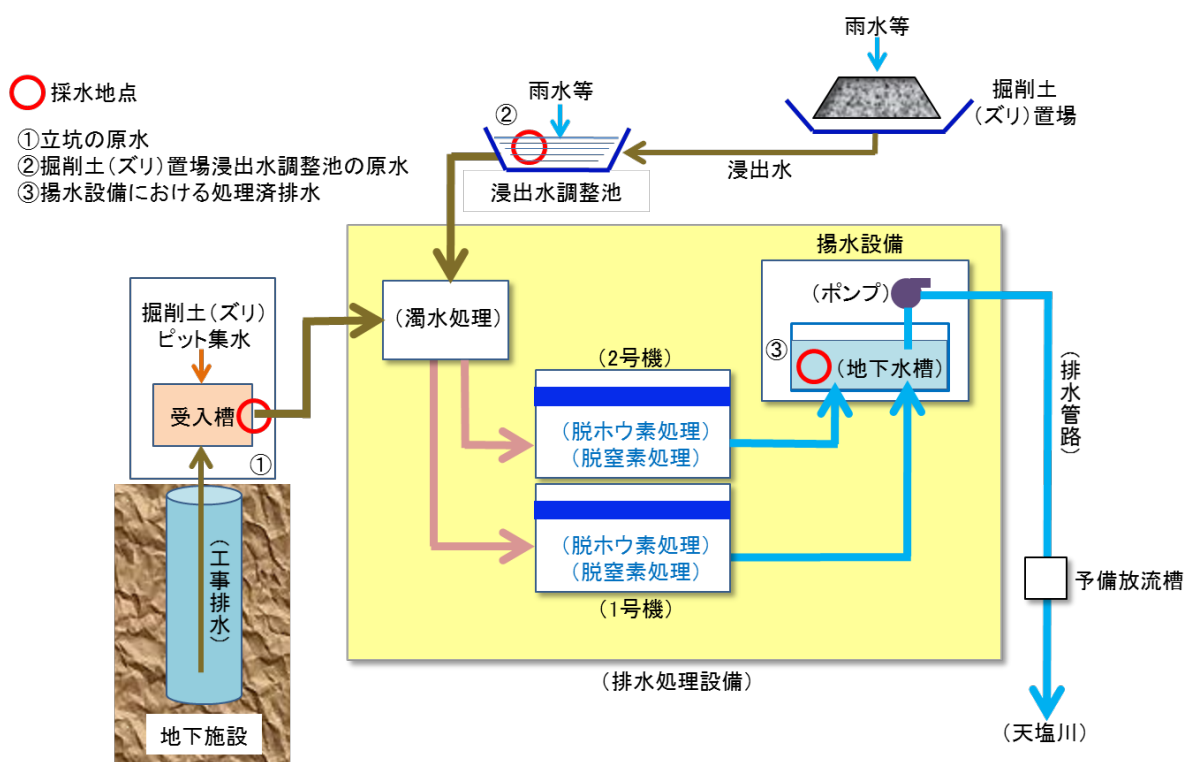 雨水等
掘削土
(ズリ)置場
採水地点
雨水等
②
①立坑の原水
②掘削土(ズリ)置場浸出水調整池の原水
③揚水設備における処理済排水
浸出水
浸出水調整池
揚水設備
(ポンプ)
掘削土(ズリ)
ピット集水
(濁水処理)
③
(地下水槽)
(2号機)
(排水管路)
受入槽
①
(脱ホウ素処理)
(脱窒素処理)
(脱ホウ素処理)
(脱窒素処理)
(1号機)
(工事排水)
予備放流槽
(排水処理設備)
地下施設
(天塩川)